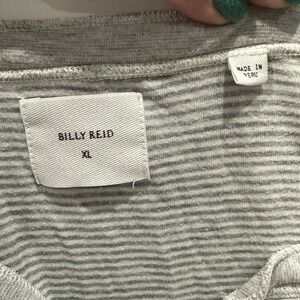 BILLY REID
XL
MADE IN
PERU